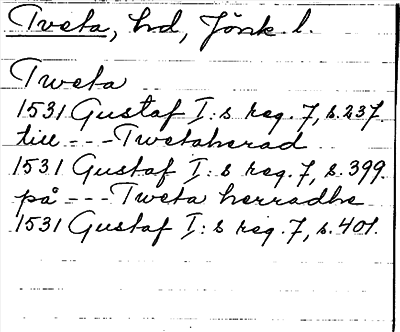 Tveta, hd, Jönk. l.
Tweta
1531 Gustaf I:s reg. 7, s. 237.
till --- Twetaherad
1531 Gustaf I:s reg. 7, s. 399.
på --- Tweta herradhe
1531 Gustaf I:s reg. 7, s. 401.